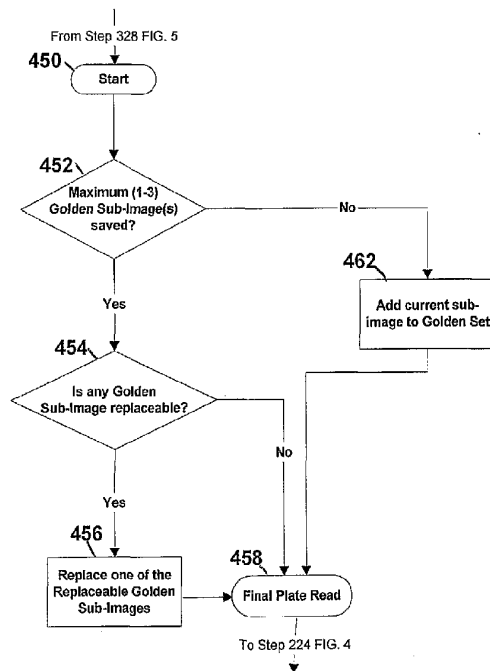 From Step 328 FIG. 5
450
Start
452
Maximum (1-3)
Golden Sub-Image(s)
saved?
No
462
Add current sub-
image to Golden Set
Yes
454
Is any Golden
Sub-Image replaceable?
No
Yes
456
Replace one of the
Replaceable Golden
Sub-Images
458
Final Plate Read
To Step 224 FIG. 4